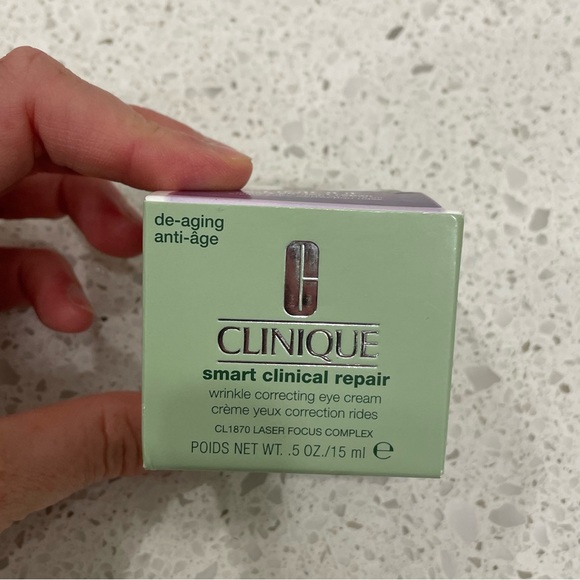 de-aging
anti-âge
C
CLINIQUE
smart clinical repair
wrinkle correcting eye cream
crème yeux correction rides
CL1870 LASER FOCUS COMPLEX
POIDS NET WT. .5 OZ./15 ml e